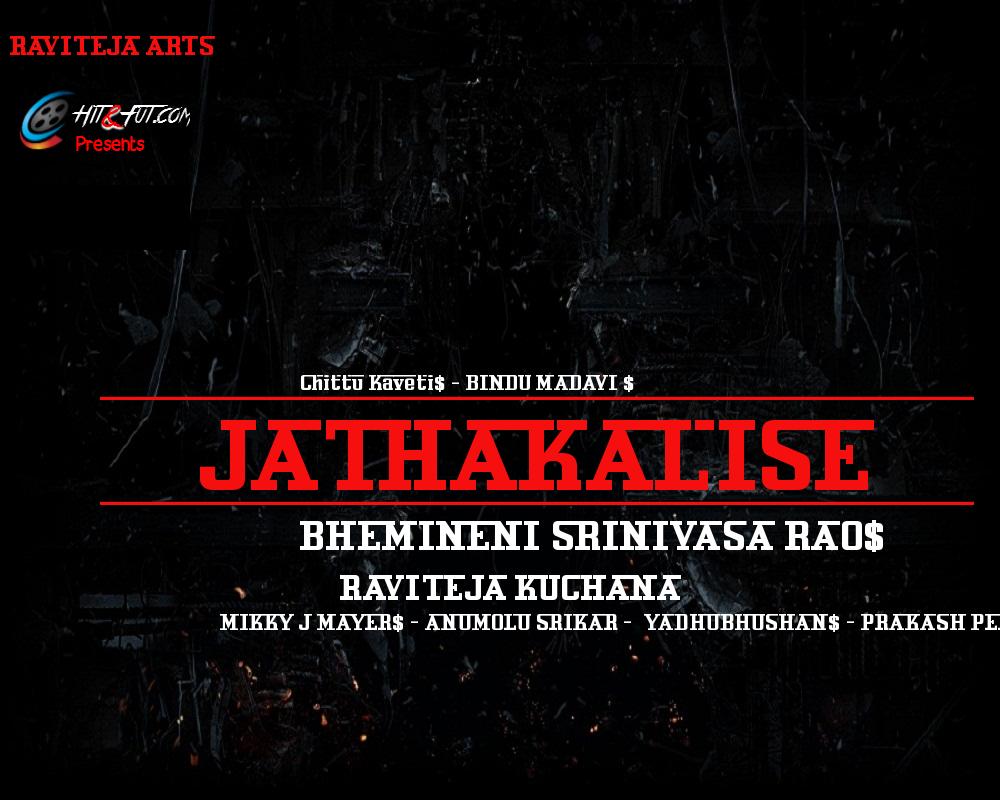 RAVITEJA ARTS
HIT&FUT.COM
Presents
Chittu Kaveti$ - BINDU MADAVI $
JATHAKALISE
BHEMINENI SRINIVASA RAO$
RAVITEJA KUCHANA
MIKKY J MAYER$ - ANUMOLU SRIKAR - YADHUBHUSHAN$ - PRAKASH